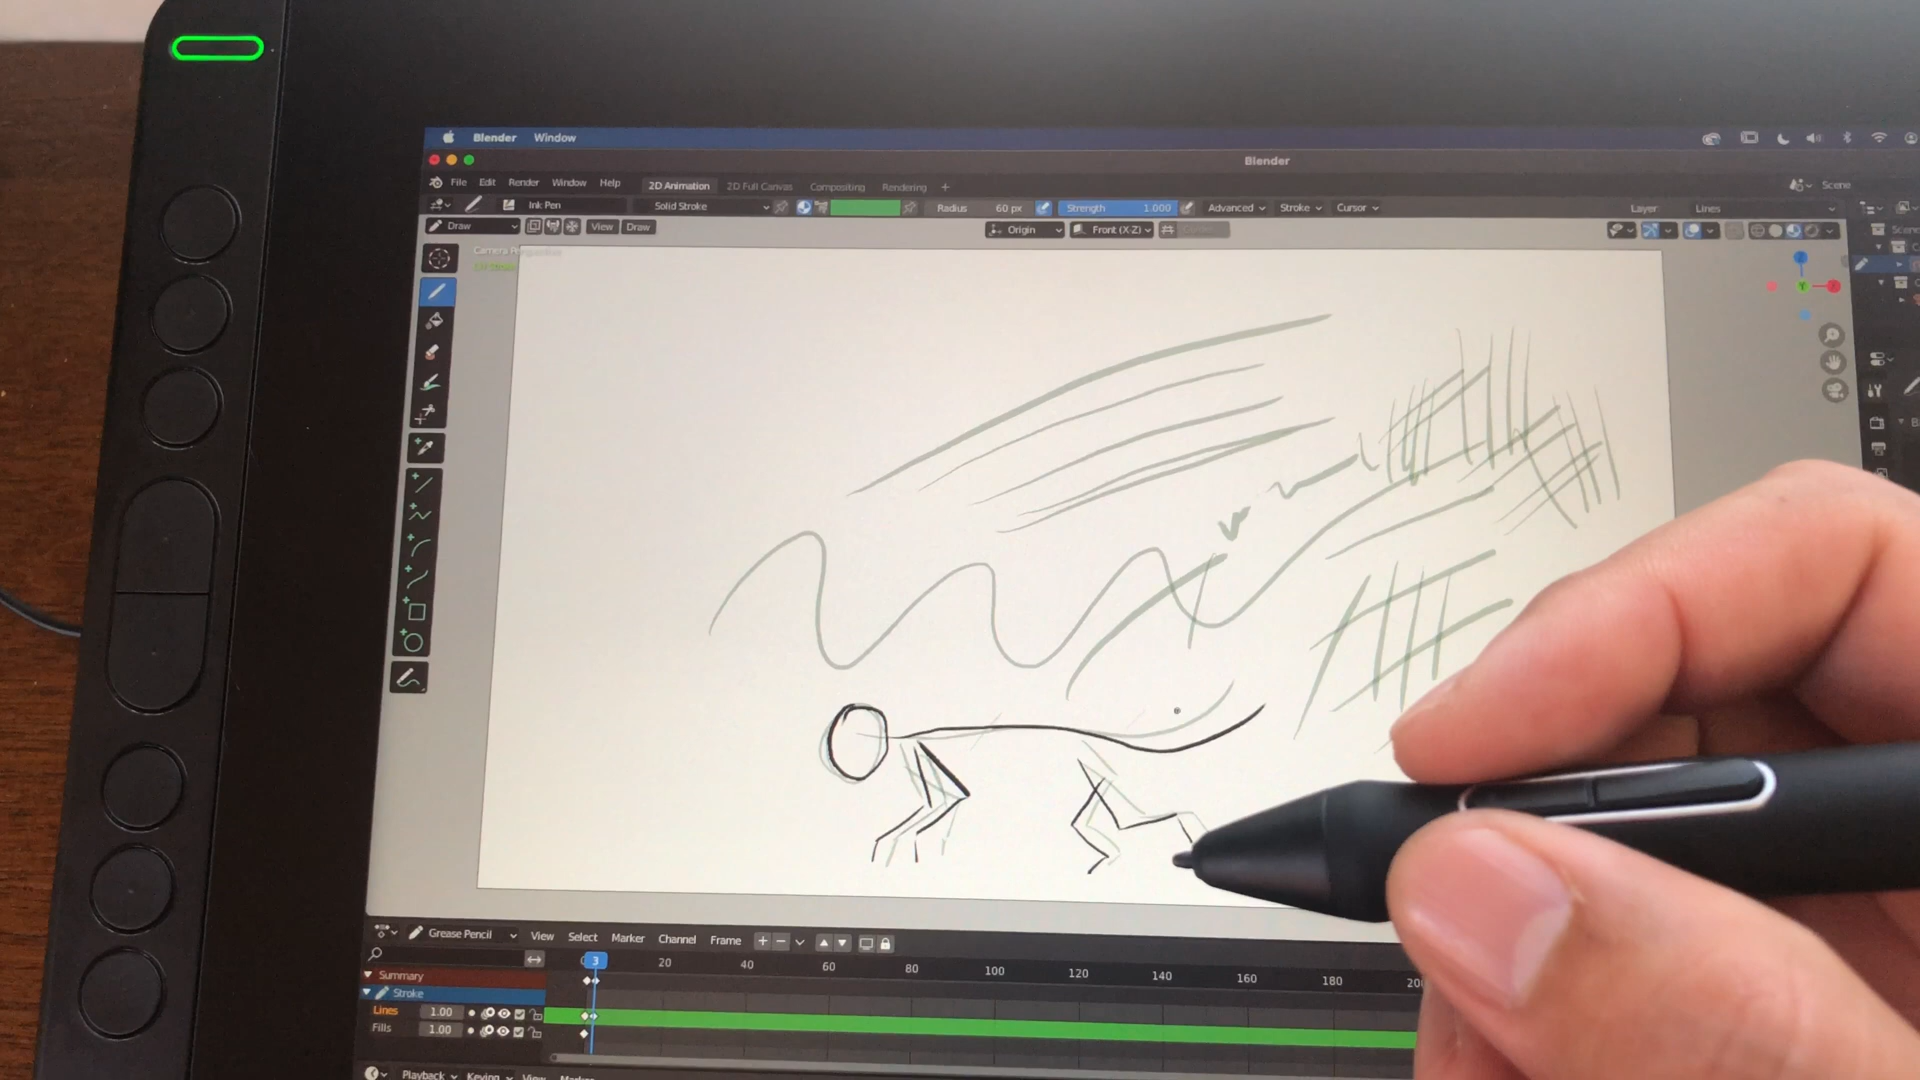 Blender Window
Blender
File Edit Render Window Help 2D Animation 2D Full Canvas Compositing Rendering + Scene
Ink Pen Solid Stroke Radius 60 px Strength 1.000 Advanced Stroke Cursor Layer Lines
Draw View Draw Origin Front (X-Z)
Camera
Y
Grease Pencil View Select Marker Channel Frame
3 20 40 60 80 100 120 140 160 180
Summary
Stroke
Lines 1.00
Fills 1.00
Playback Keying View